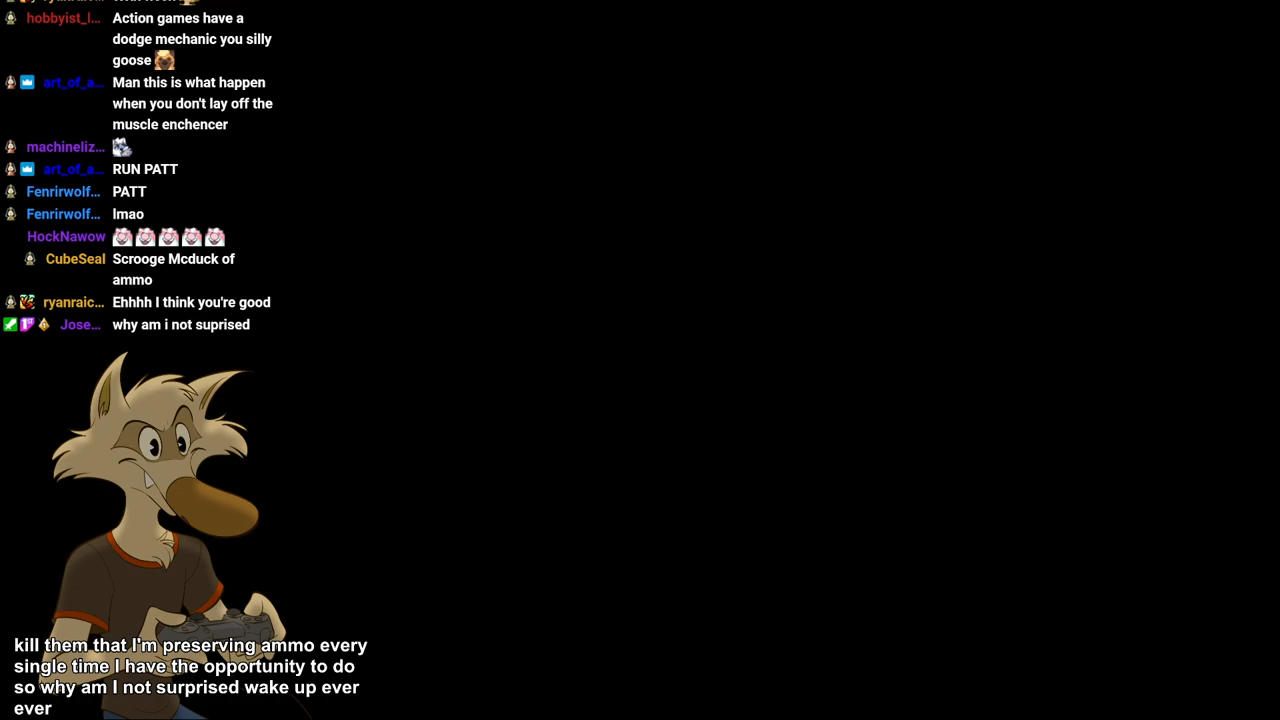 hobbyist_l...
Action games have a
dodge mechanic you silly
goose
art_of_a...
Man this is what happen
when you don't lay off the
muscle enchencer
machineliz...
art_of_a...
RUN PATT
Fenrirwolf...
PATT
Fenrirwolf...
lmao
HockNawow
CubeSeal
Scrooge Mcduck of
ammo
ryanraic...
Ehhhh I think you're good
Jose...
why am i not suprised
kill them that I'm preserving ammo every
single time I have the opportunity to do
so why am I not surprised wake up ever
ever